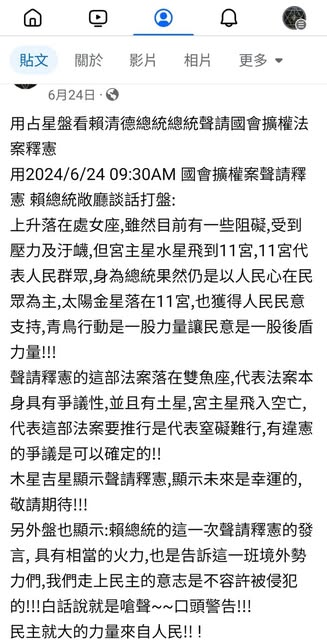 貼文
關於
影片
相片
更多
6月24日
用占星盤看賴清德總統總統聲請國會擴權法
案釋憲
用2024/6/24 09:30AM 國會擴權案聲請釋
憲 賴總統敞廳談話打盤:
上升落在處女座,雖然目前有一些阻礙,受到
壓力及汙衊,但宮主星水星飛到11宮,11宮代
表人民群眾,身為總統果然仍是以人民心在民
眾為主,太陽金星落在11宮,也獲得人民民意
支持,青鳥行動是一股力量讓民意是一股後盾
力量!!!
聲請釋憲的這部法案落在雙魚座,代表法案本
身具有爭議性,並且有土星,宮主星飛入空亡,
代表這部法案要推行是代表窒礙難行,有違憲
的爭議是可以確定的!!
木星吉星顯示聲請釋憲,顯示未來是幸運的,
敬請期待!!!
另外盤也顯示:賴總統的這一次聲請釋憲的發
言, 具有相當的火力,也是告訴這一班境外勢
力們,我們走上民主的意志是不容許被侵犯
的!!!白話說就是嗆聲~~口頭警告!!!
民主就大的力量來自人民!! !